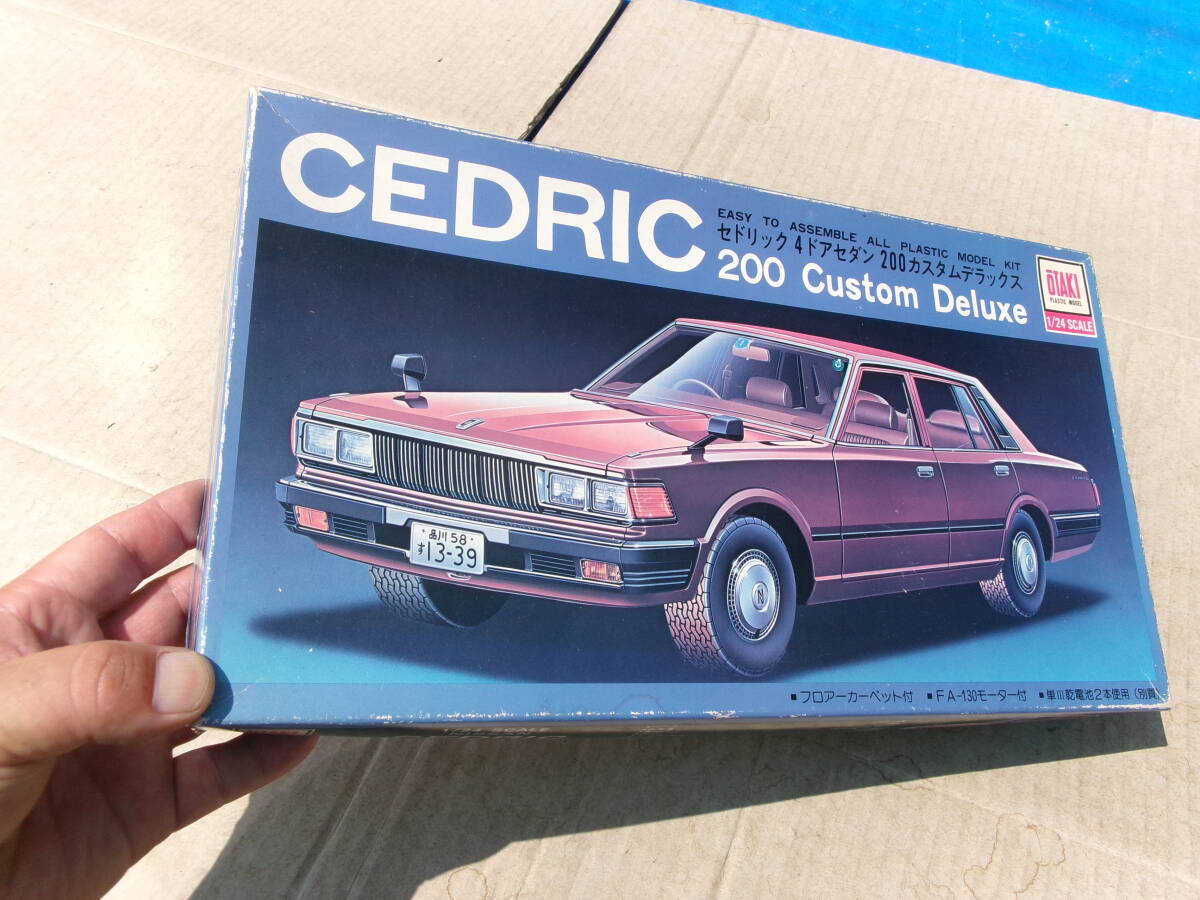 CEDRIC
EASY TO ASSEMBLE ALL PLASTIC MODEL KIT
セドリック 4ドアセダン 200カスタムデラックス
200 Custom Deluxe
OTAKI
PLASTIC MODEL
1/24 SCALE
品川 58
す 13-39
N
■フロアーカーペット付 ■FA-130モーター付 ■単III乾電池2本使用(別買)